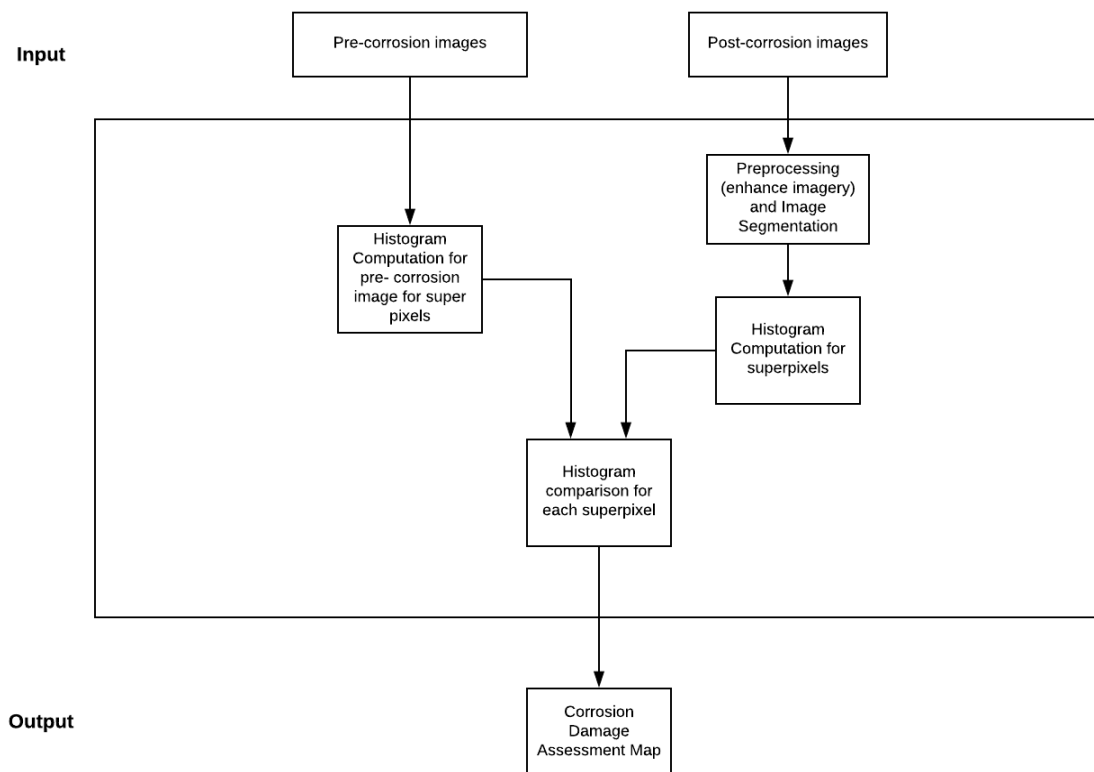 Input
Pre-corrosion images
Post-corrosion images
Preprocessing
(enhance imagery)
and Image
Segmentation
Histogram
Computation for
pre- corrosion
image for super
pixels
Histogram
Computation for
superpixels
Histogram
comparison for
each superpixel
Output
Corrosion
Damage
Assessment Map